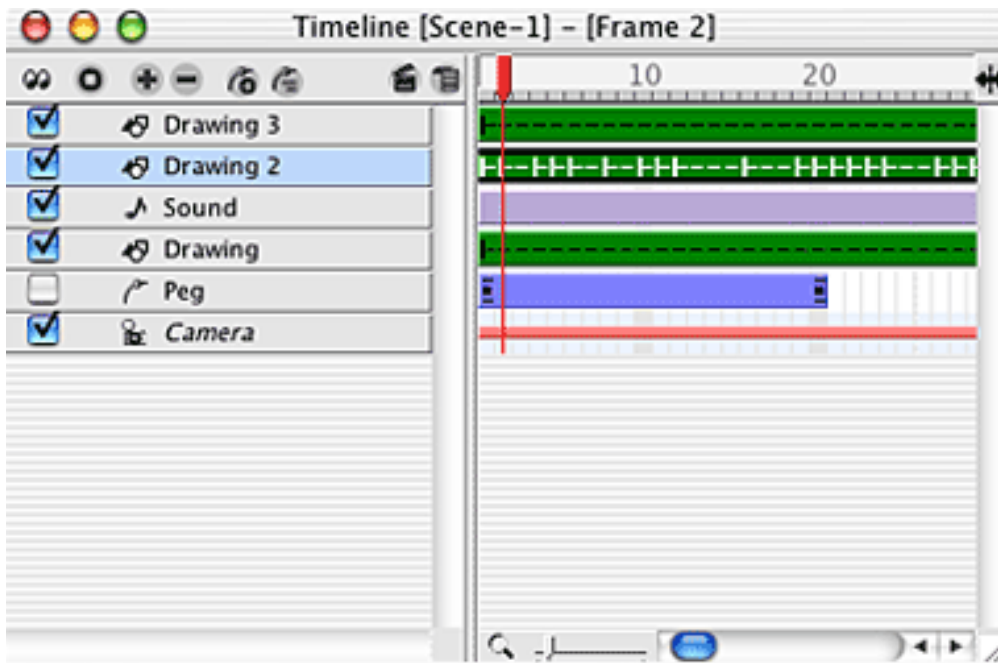 Timeline [Scene-1] - [Frame 2]
10 20
Drawing 3
Drawing 2
Sound
Drawing
Peg
Camera